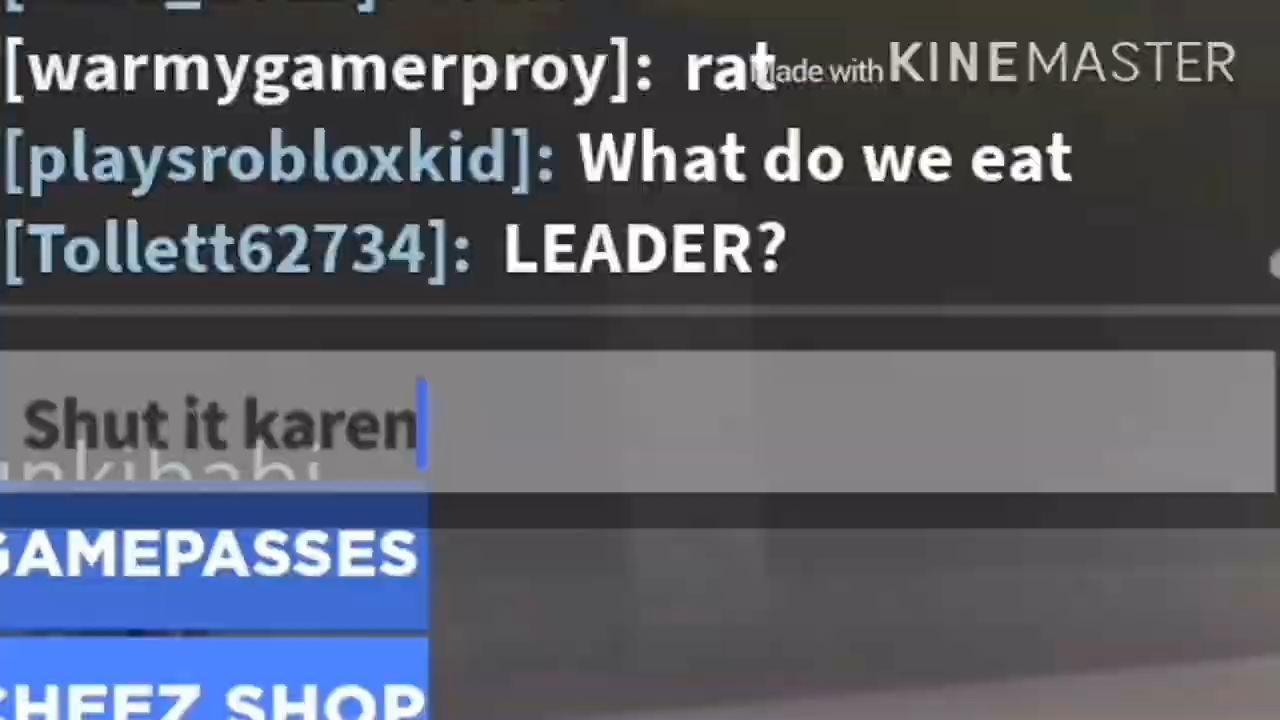 [warmygamerproy]: rat
Made with KINEMASTER
[playsrobloxkid]: What do we eat
[Tollett62734]: LEADER?
Shut it karen
GAMEPASSES
CHEEZ SHOP